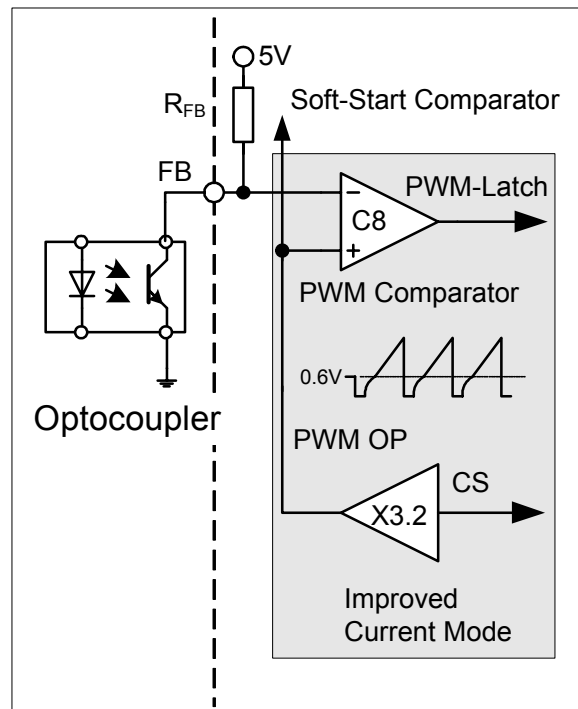 5V
RFB
Soft-Start Comparator
FB
PWM-Latch
−
C8
+
PWM Comparator
0.6V
Optocoupler
PWM OP
CS
X3.2
Improved
Current Mode